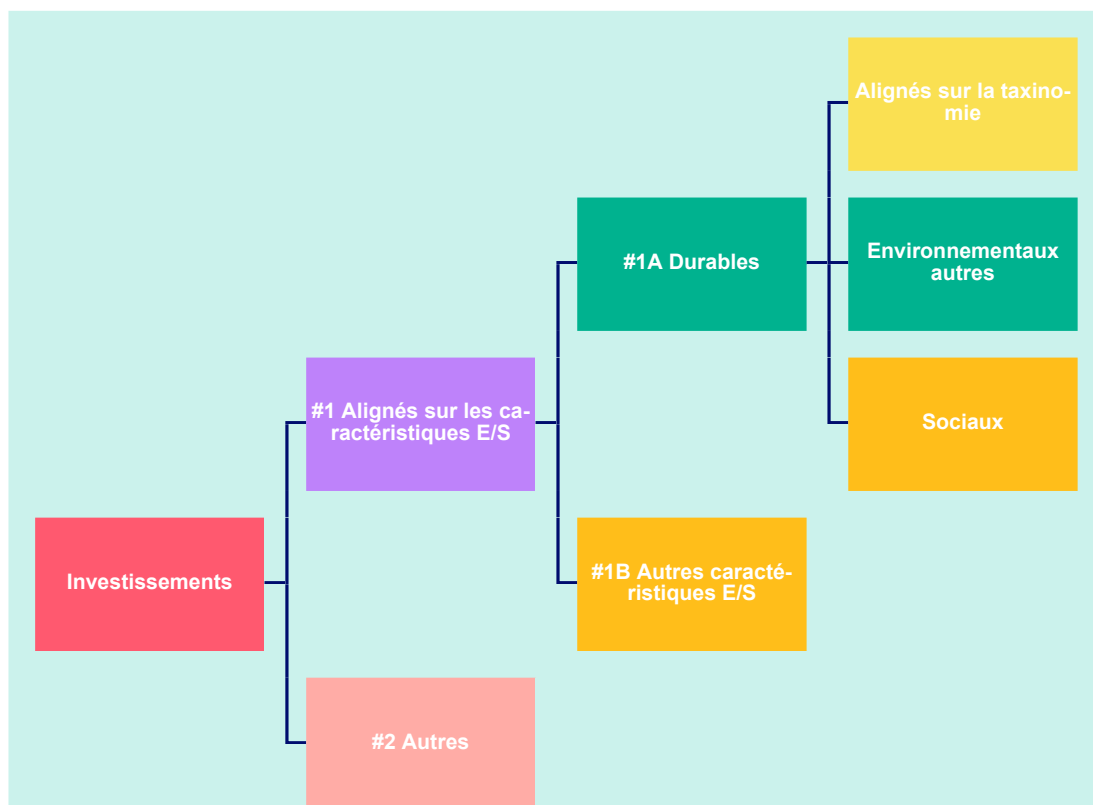 Alignés sur la taxino-
mie
#1A Durables
Environnementaux
autres
#1 Alignés sur les ca-
ractéristiques E/S
Sociaux
Investissements
#1B Autres caracté-
ristiques E/S
#2 Autres